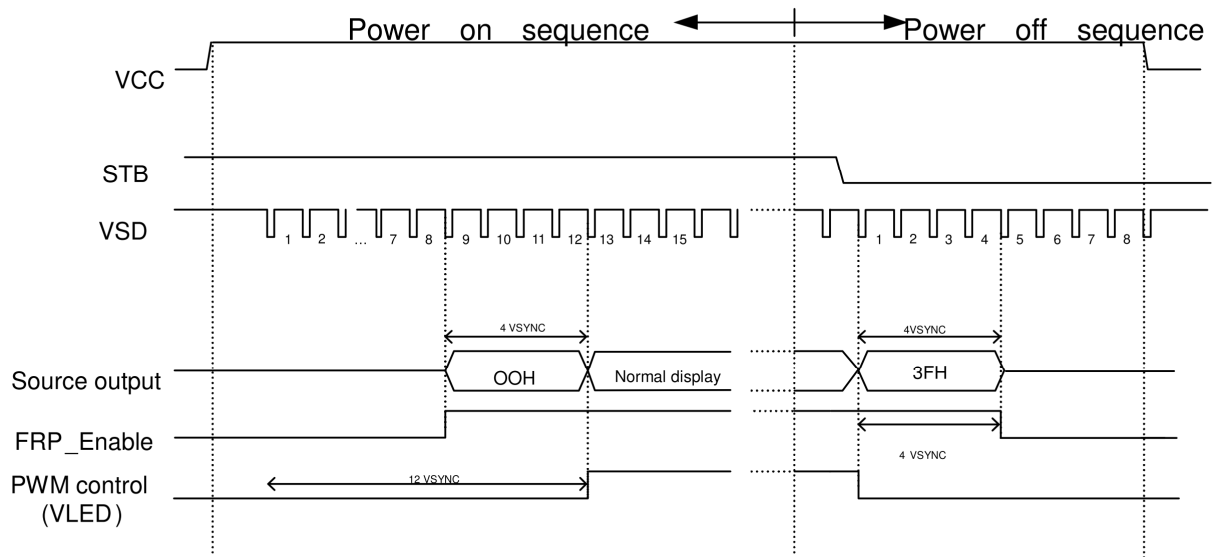 Power on sequence
Power off sequence
VCC
STB
VSD
1 2 ... 7 8 9 10 11 12 13 14 15 1 2 3 4 5 6 7 8
4 VSYNC
4VSYNC
Source output
OOH
Normal display
3FH
FRP_Enable
4 VSYNC
PWM control
(VLED)
12 VSYNC